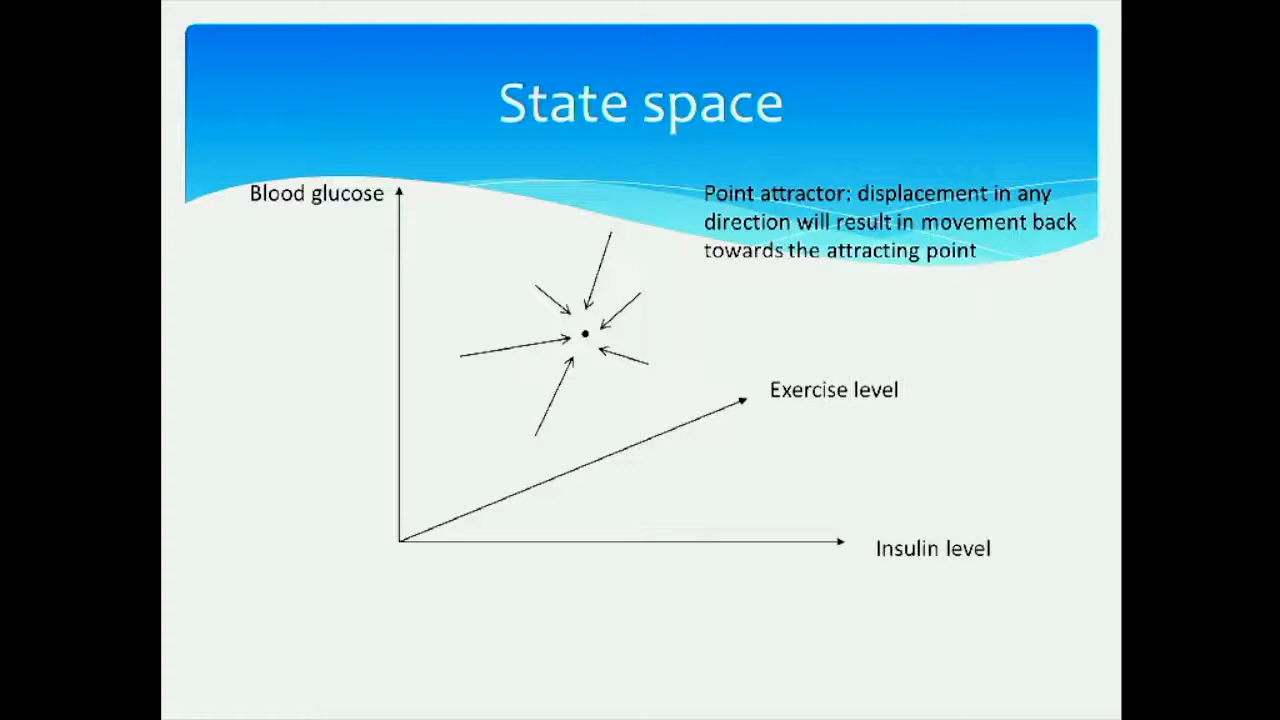 State space
Blood glucose
Point attractor: displacement in any
direction will result in movement back
towards the attracting point
Exercise level
Insulin level